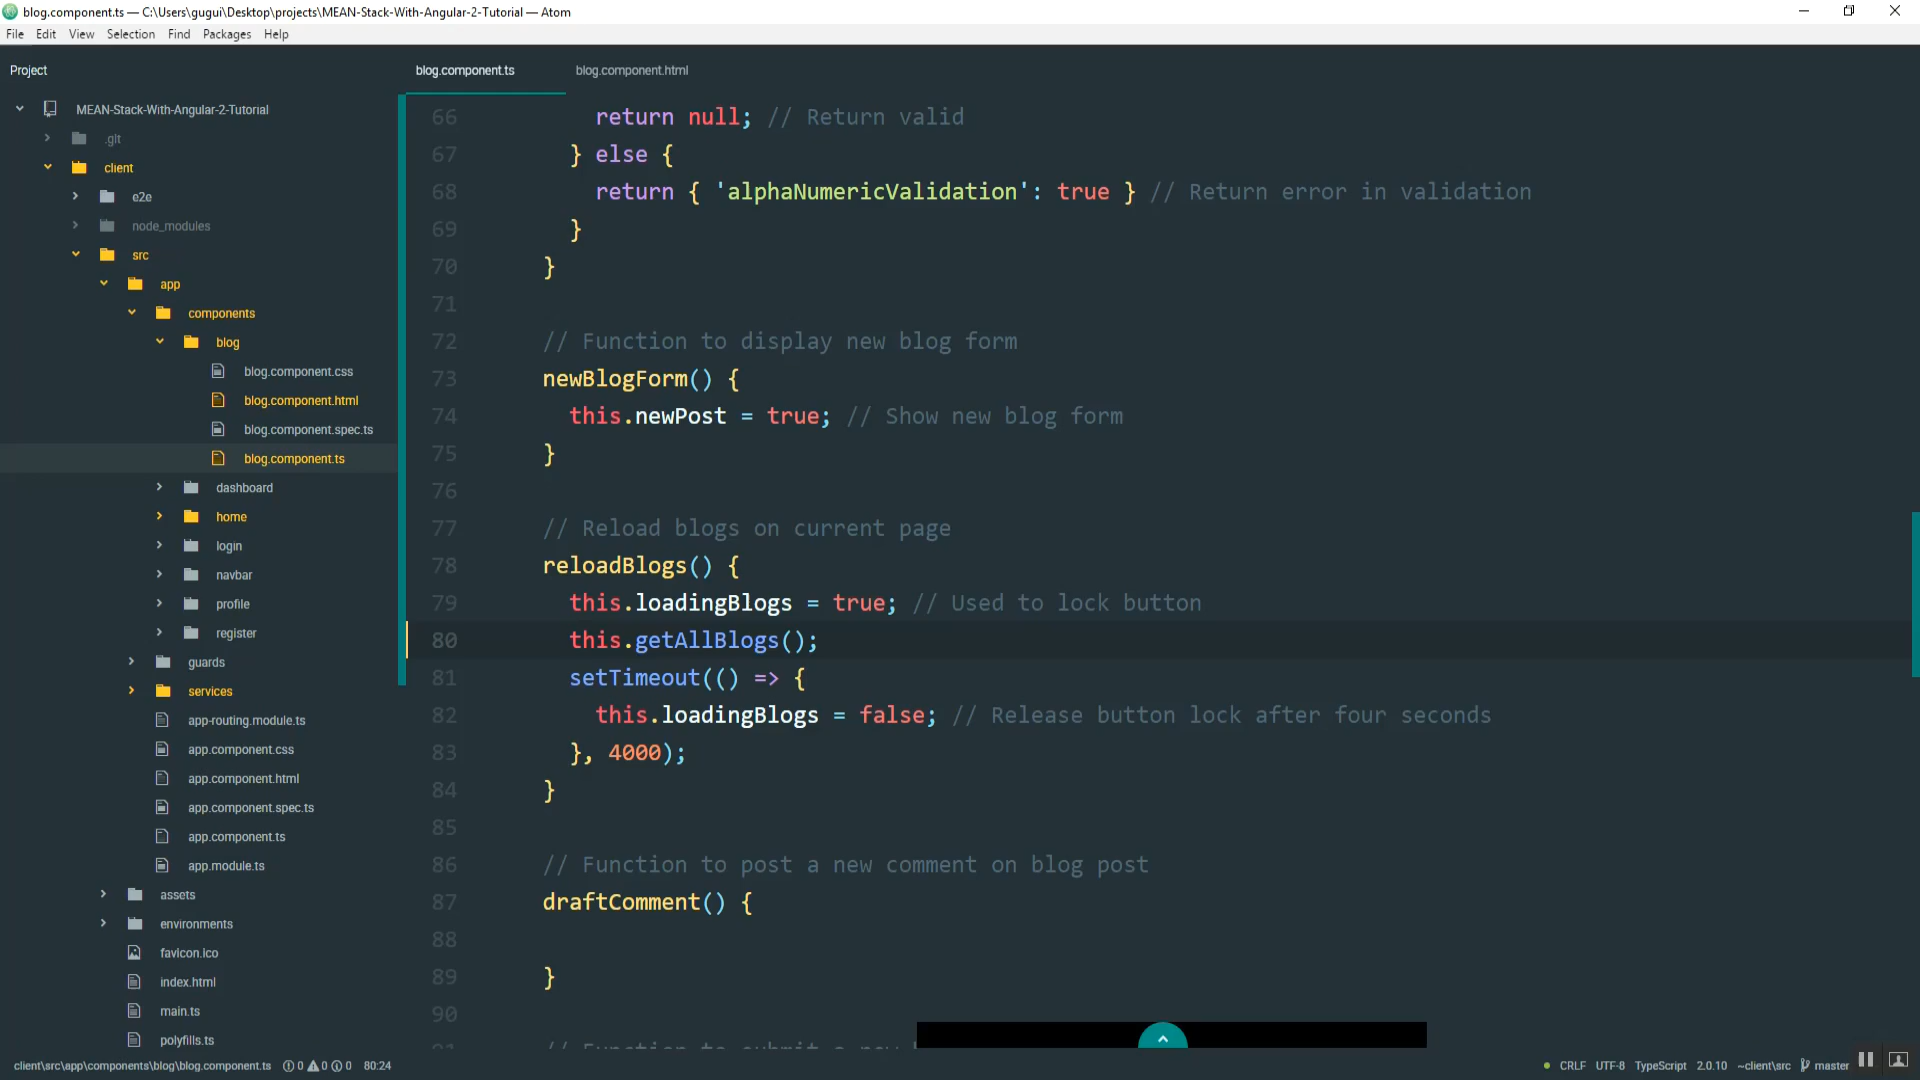 blog.component.ts — C:\Users\gugui\Desktop\projects\MEAN-Stack-With-Angular-2-Tutorial — Atom
File Edit View Selection Find Packages Help
Project
MEAN-Stack-With-Angular-2-Tutorial
.git
client
e2e
node_modules
src
app
components
blog
blog.component.css
blog.component.html
blog.component.spec.ts
blog.component.ts
dashboard
home
login
navbar
profile
register
guards
services
app-routing.module.ts
app.component.css
app.component.html
app.component.spec.ts
app.component.ts
app.module.ts
assets
environments
favicon.ico
index.html
main.ts
polyfills.ts
blog.component.ts blog.component.html
66 return null; // Return valid
67 } else {
68 return { 'alphaNumericValidation': true } // Return error in validation
69 }
70 }
71
72 // Function to display new blog form
73 newBlogForm() {
74 this.newPost = true; // Show new blog form
75 }
76
77 // Reload blogs on current page
78 reloadBlogs() {
79 this.loadingBlogs = true; // Used to lock button
80 this.getAllBlogs();
81 setTimeout(() => {
82 this.loadingBlogs = false; // Release button lock after four seconds
83 }, 4000);
84 }
85
86 // Function to post a new comment on blog post
87 draftComment() {
88
89 }
90
91 // Function to submit a new
client\src\app\components\blog\blog.component.ts 0 0 0 80:24 CRLF UTF-8 TypeScript 2.0.10 ~client\src master